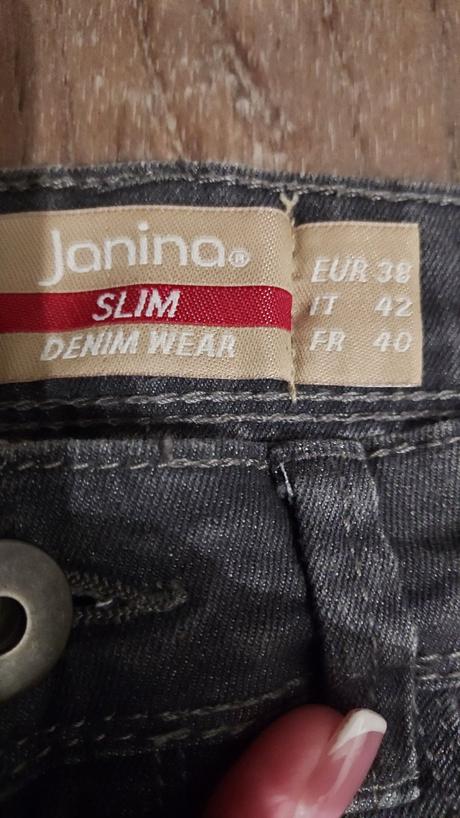 Janina®
SLIM
DENIM WEAR
EUR 38
IT 42
FR 40